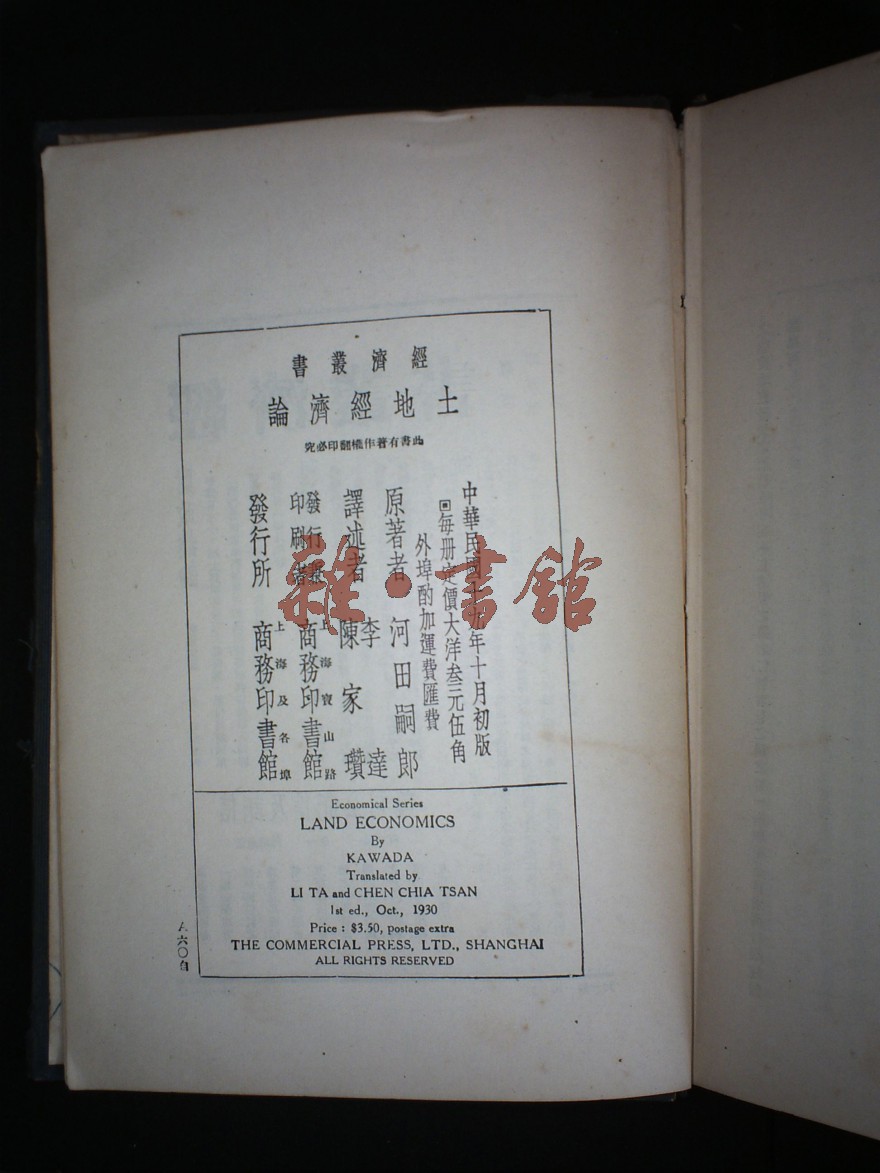 經濟叢書
土地經濟論
此書有著作權翻印必究
中華民國十九年十月初版
每册定價大洋叁元伍角
外埠酌加運費匯費
原著者 河田嗣郎
譯述者 李達
陳家瓚
發行兼
印刷者 上海寶山路
商務印書館
發行所 上海及各埠
商務印書館
Economical Series
LAND ECONOMICS
By
KAWADA
Translated by
LI TA and CHEN CHIA TSAN
1st ed., Oct., 1930
Price : $3.50, postage extra
THE COMMERCIAL PRESS, LTD., SHANGHAI
ALL RIGHTS RESERVED
雜·書館